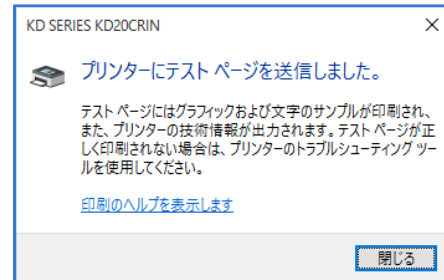 KD SERIES KD20CRIN
プリンターにテスト ページを送信しました。
テスト ページにはグラフィックおよび文字のサンプルが印刷され、
また、プリンターの技術情報が出力されます。テスト ページが正
しく印刷されない場合は、プリンターのトラブルシューティング ツー
ルを使用してください。
印刷のヘルプを表示します
閉じる